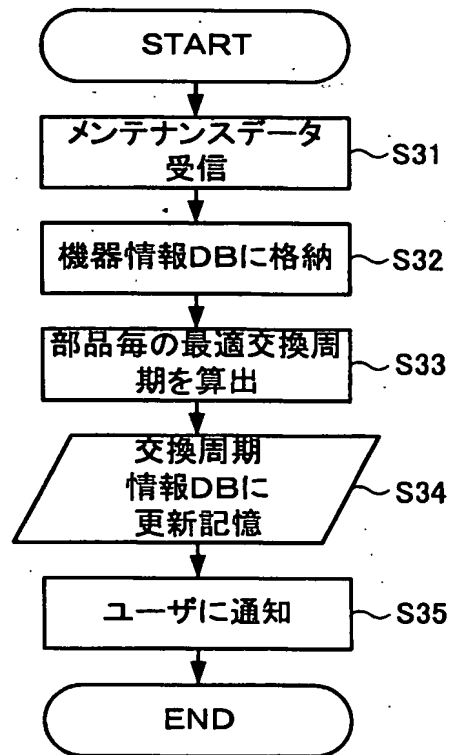 START
メンテナンスデータ
受信
S31
機器情報DBに格納
S32
部品毎の最適交換周
期を算出
S33
交換周期
情報DBに
更新記憶
S34
ユーザに通知
S35
END